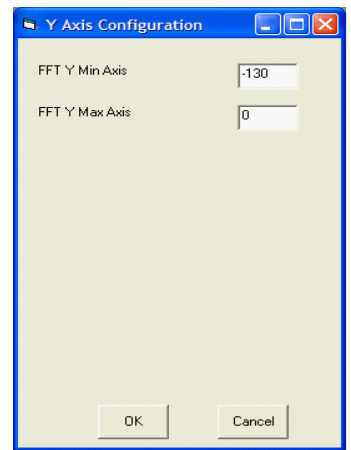 Y Axis Configuration
FFT Y Min Axis -130
FFT Y Max Axis 0
OK Cancel